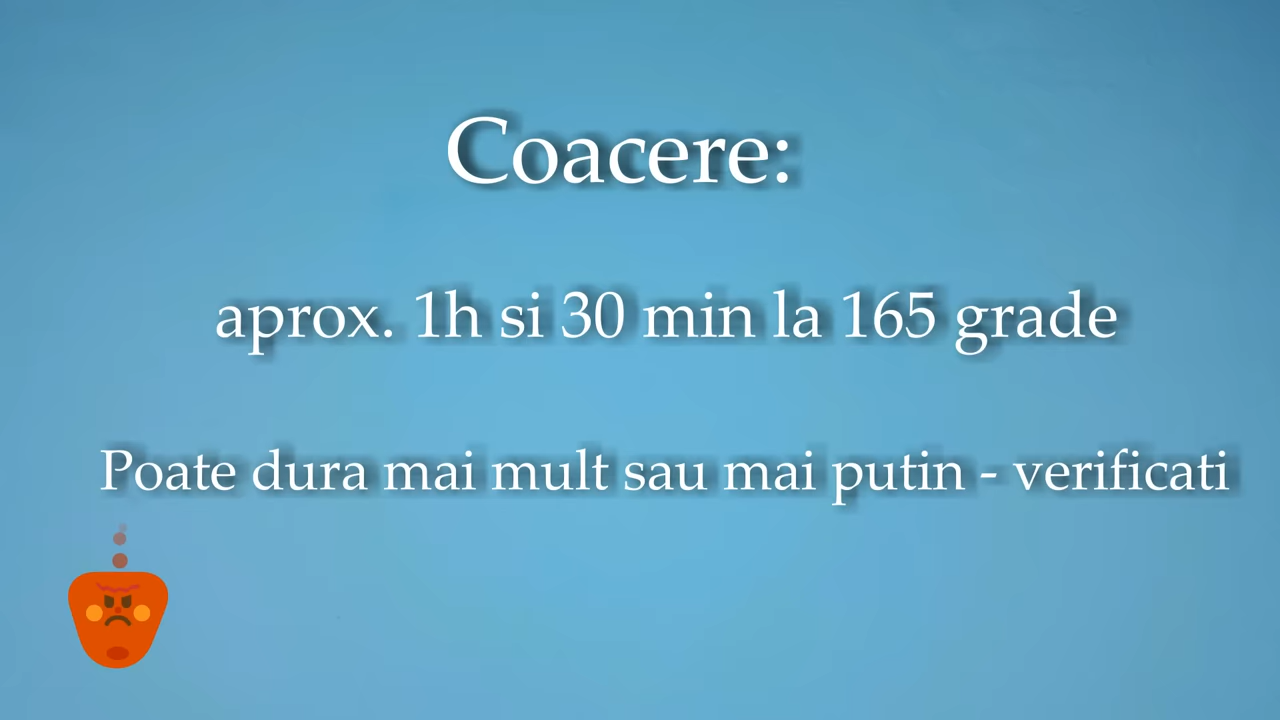 Coacere:
aprox. 1h si 30 min la 165 grade
Poate dura mai mult sau mai putin - verificati